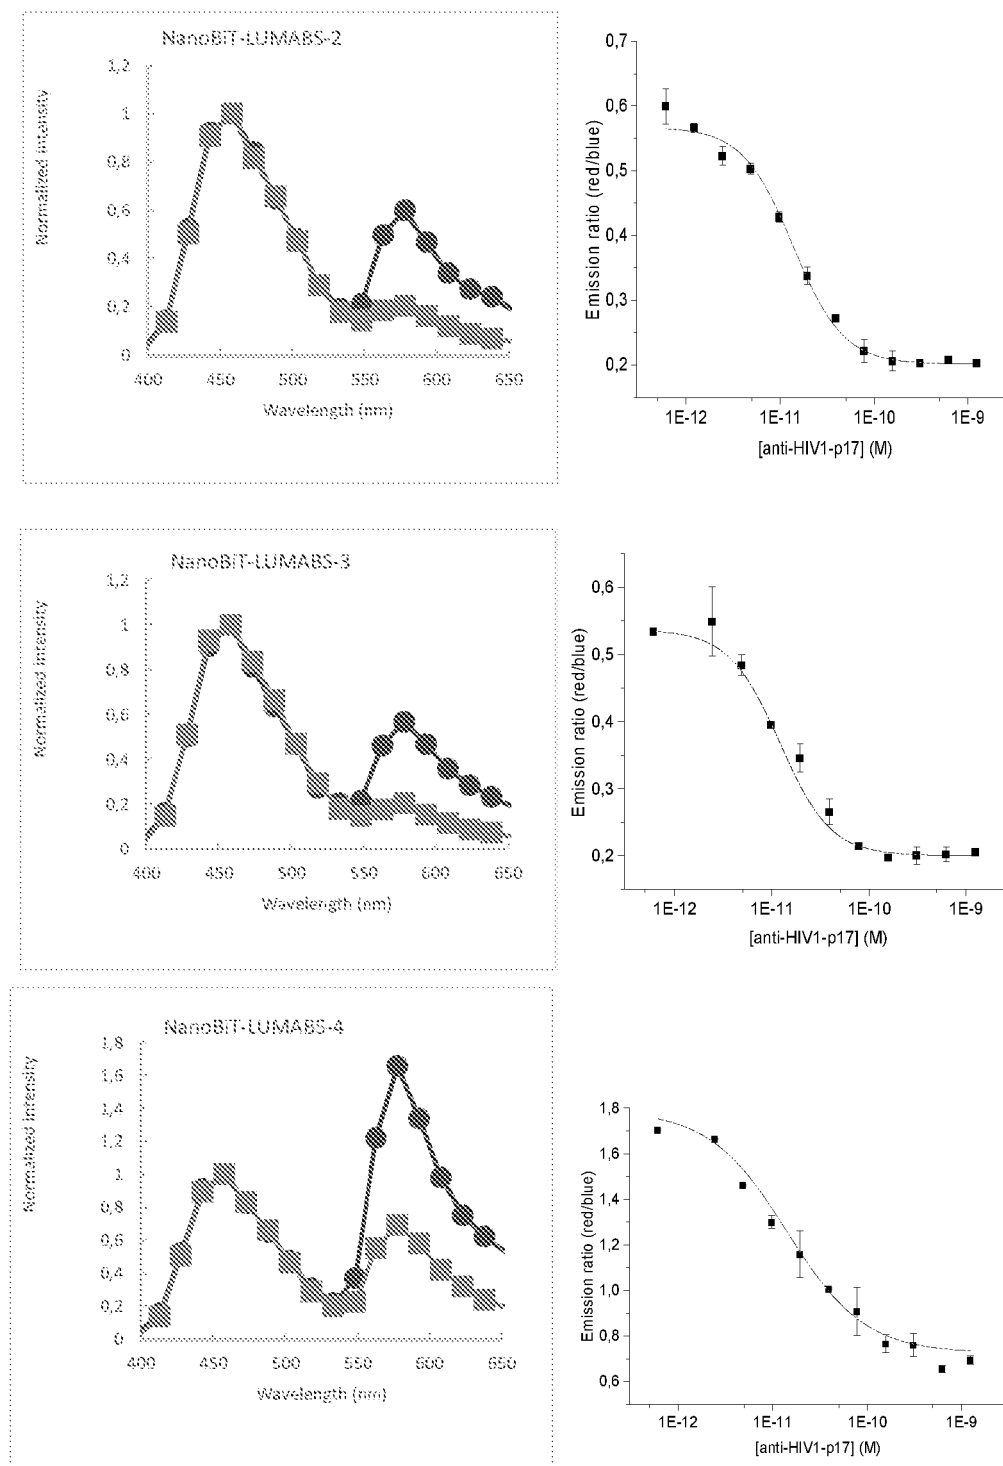 NanoBiT-LUMABS-2
Normalized intensity
1,2
1
0,8
0,6
0,4
0,2
0
400 450 500 550 600 650
Wavelength (nm)
Emission ratio (red/blue)
0,7
0,6
0,5
0,4
0,3
0,2
1E-12 1E-11 1E-10 1E-9
[anti-HIV1-p17] (M)
NanoBiT-LUMABS-3
Normalized intensity
1,2
1
0,8
0,6
0,4
0,2
0
400 450 500 550 600 650
Wavelength (nm)
Emission ratio (red/blue)
0,6
0,5
0,4
0,3
0,2
1E-12 1E-11 1E-10 1E-9
[anti-HIV1-p17] (M)
NanoBiT-LUMABS-4
Normalized intensity
1,8
1,6
1,4
1,2
1
0,8
0,6
0,4
0,2
0
400 450 500 550 600 650
Wavelength (nm)
Emission ratio (red/blue)
1,8
1,6
1,4
1,2
1,0
0,8
0,6
1E-12 1E-11 1E-10 1E-9
[anti-HIV1-p17] (M)